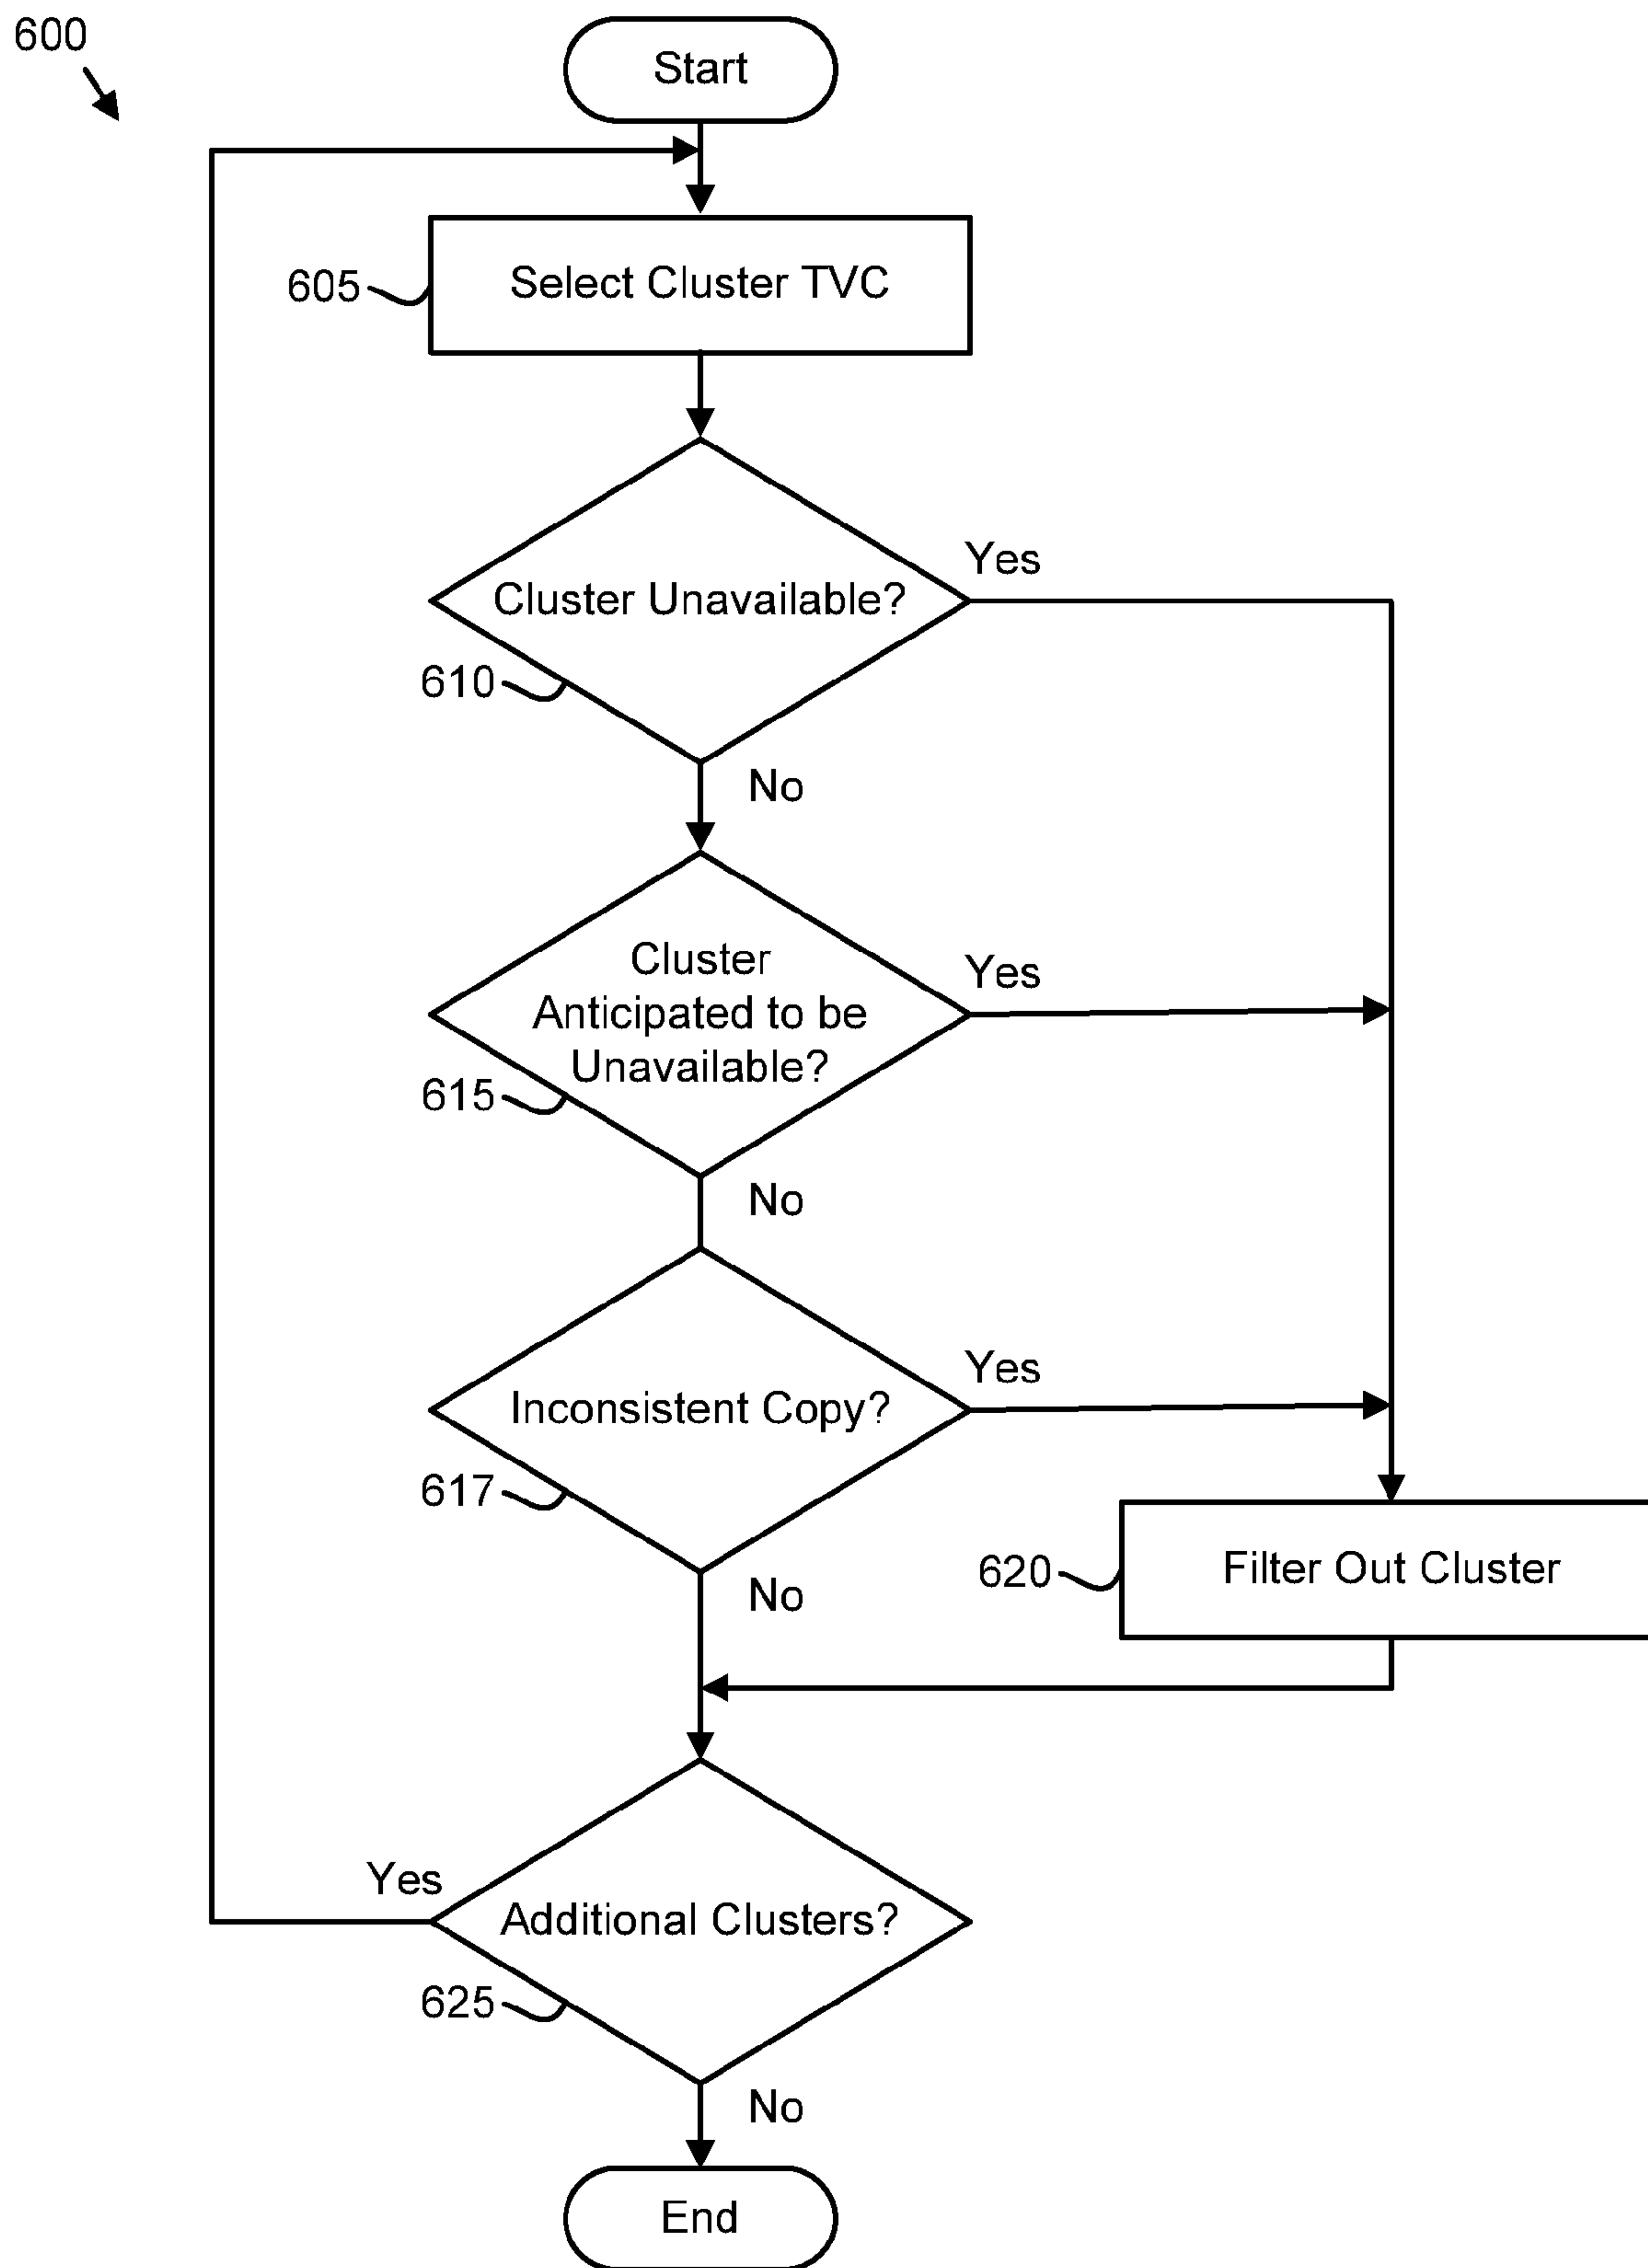 600
Start
605
Select Cluster TVC
Cluster Unavailable?
Yes
610
No
Cluster
Anticipated to be
Unavailable?
Yes
615
No
Inconsistent Copy?
Yes
617
No
620
Filter Out Cluster
Yes
Additional Clusters?
625
No
End